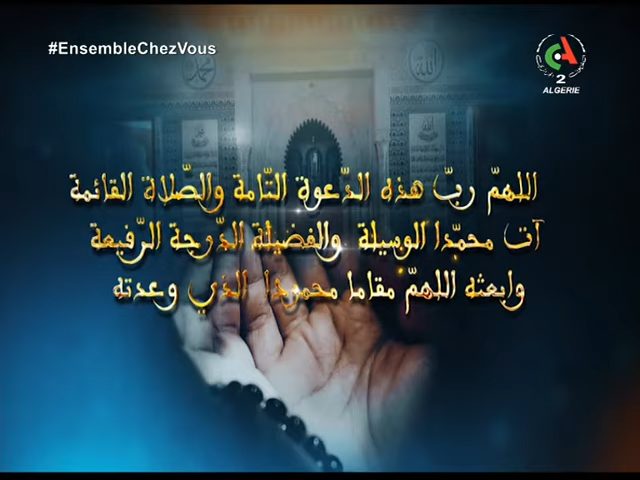 #EnsembleChezVous
2
ALGERIE
اللهمّ ربّ هذه الدّعوة التّامة والصّلاة القائمة
آت محمّدا الوسيلة والفضيلة الدّرجة الرّفيعة
وابعثه اللهمّ مقاما محمودا الذي وعدته